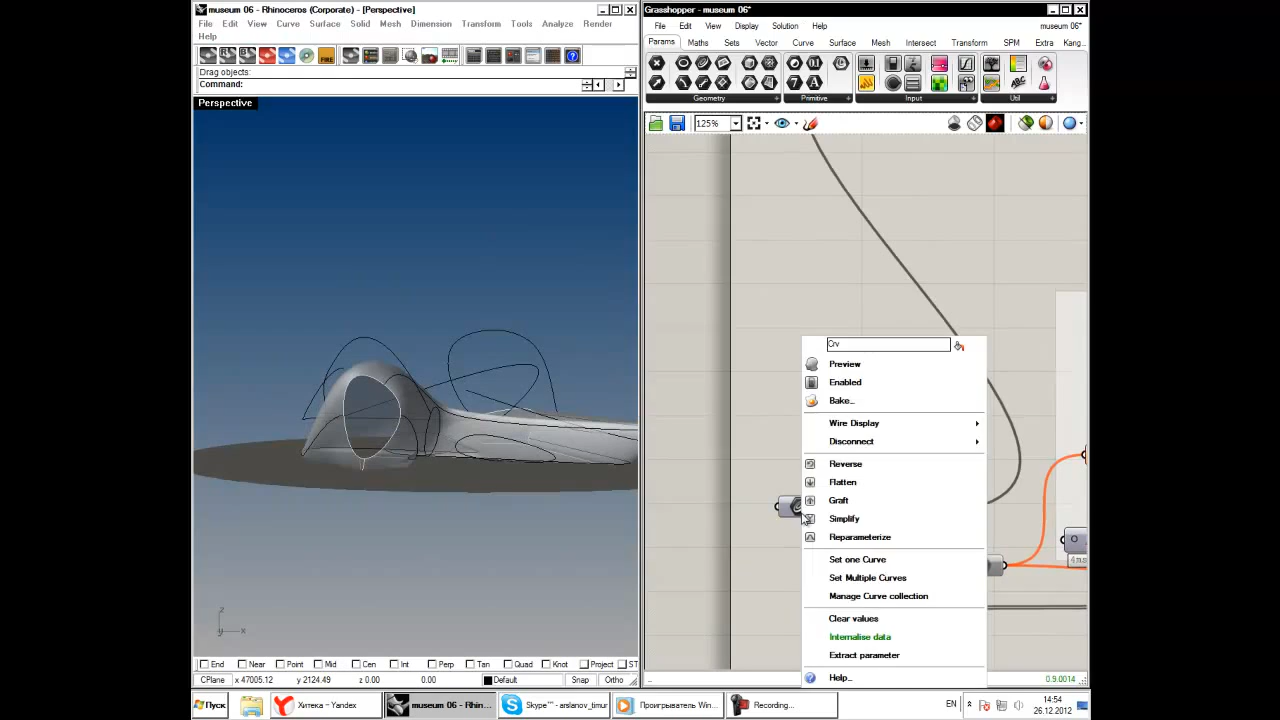 museum 06 - Rhinoceros (Corporate) - [Perspective]
File Edit View Curve Surface Solid Mesh Dimension Transform Tools Analyze Render
Help
FIRE
Drag objects:
Command:
Perspective
z
y x
End Near Point Mid Cen Int Perp Tan Quad Knot Project ST
CPlane x 47005.12 y 2124.49 z 0.00 0.00 Default Snap Ortho
Grasshopper - museum 06*
File Edit View Display Solution Help museum 06*
Params Maths Sets Vector Curve Surface Mesh Intersect Transform SPM Extra Kang..
Geometry Primitive Input Util
125%
Crv
Preview
Enabled
Bake...
Wire Display
Disconnect
Reverse
Flatten
Graft
Simplify
Reparameterize
Set one Curve
Set Multiple Curves
Manage Curve collection
Clear values
Internalise data
Extract parameter
Help...
4ms
0.9.0014
Пуск Хитека – Yandex museum 06 - Rhin... Skype™ - arslanov_timur Проигрыватель Win... Recording... EN 14:54
26.12.2012